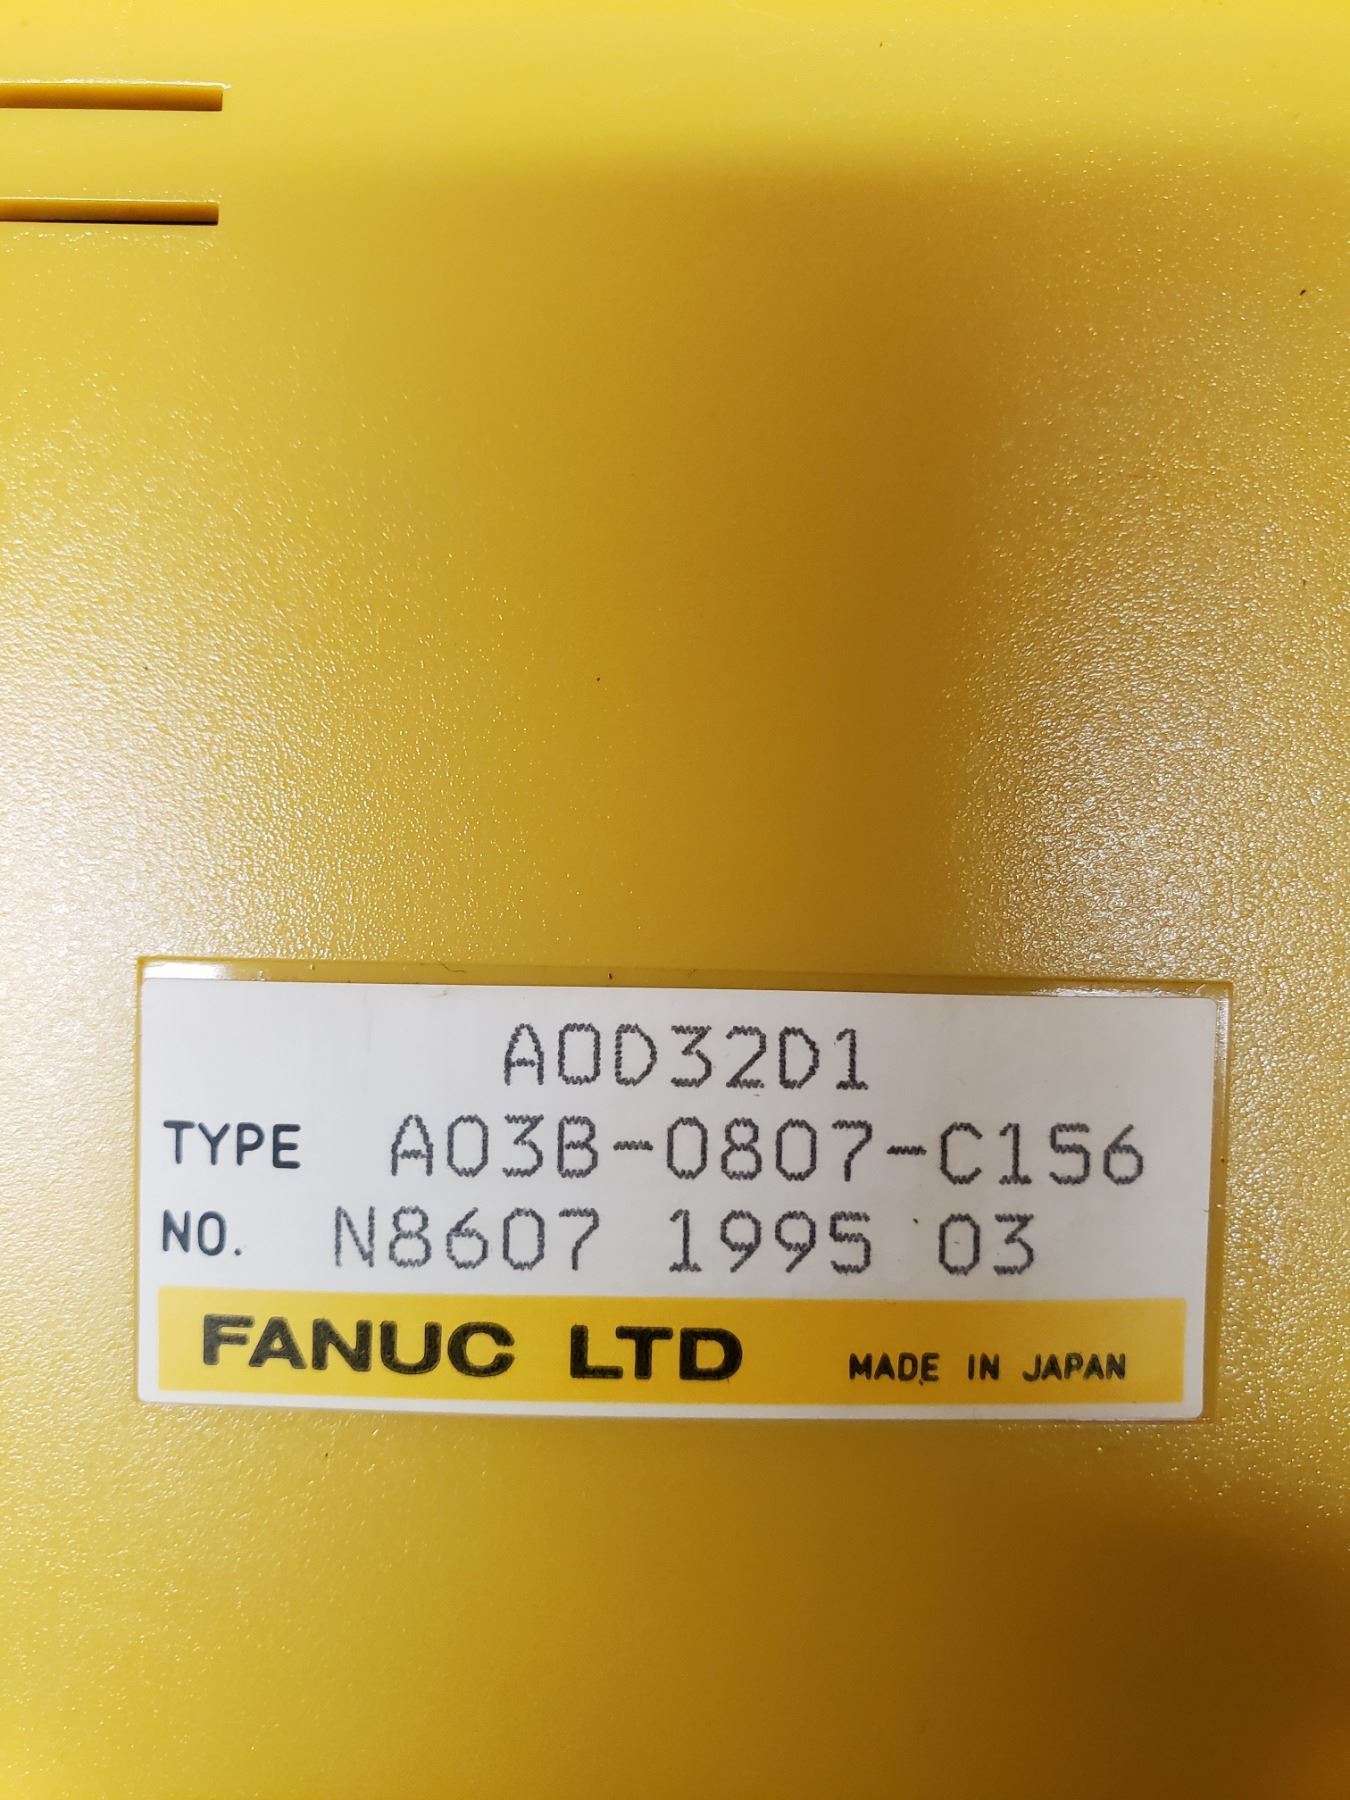 AOD32D1
TYPE A03B-0807-C156
NO. N8607 1995 03
FANUC LTD MADE IN JAPAN